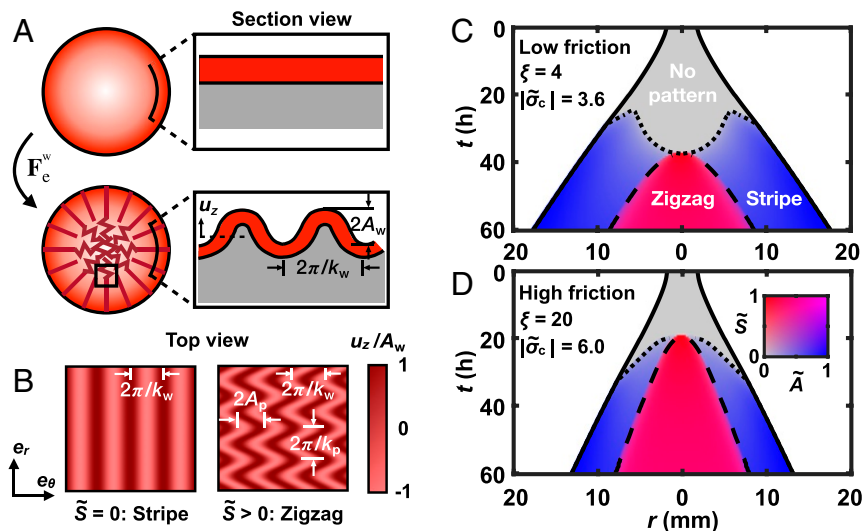 A
Section view
F_e^w
u_z
2A_w
2π/k_w
B
Top view
u_z/A_w
2π/k_w
2π/k_w
2A_p
2π/k_p
1
0
-1
e_r
e_θ
S̃ = 0: Stripe
S̃ > 0: Zigzag
C
Low friction
ξ = 4
|σ̃_c| = 3.6
No pattern
Zigzag
Stripe
t (h)
0
20
40
60
20 10 0 10 20
D
High friction
ξ = 20
|σ̃_c| = 6.0
1
S̃
0
0 Ã 1
t (h)
0
20
40
60
20 10 0 10 20
r (mm)